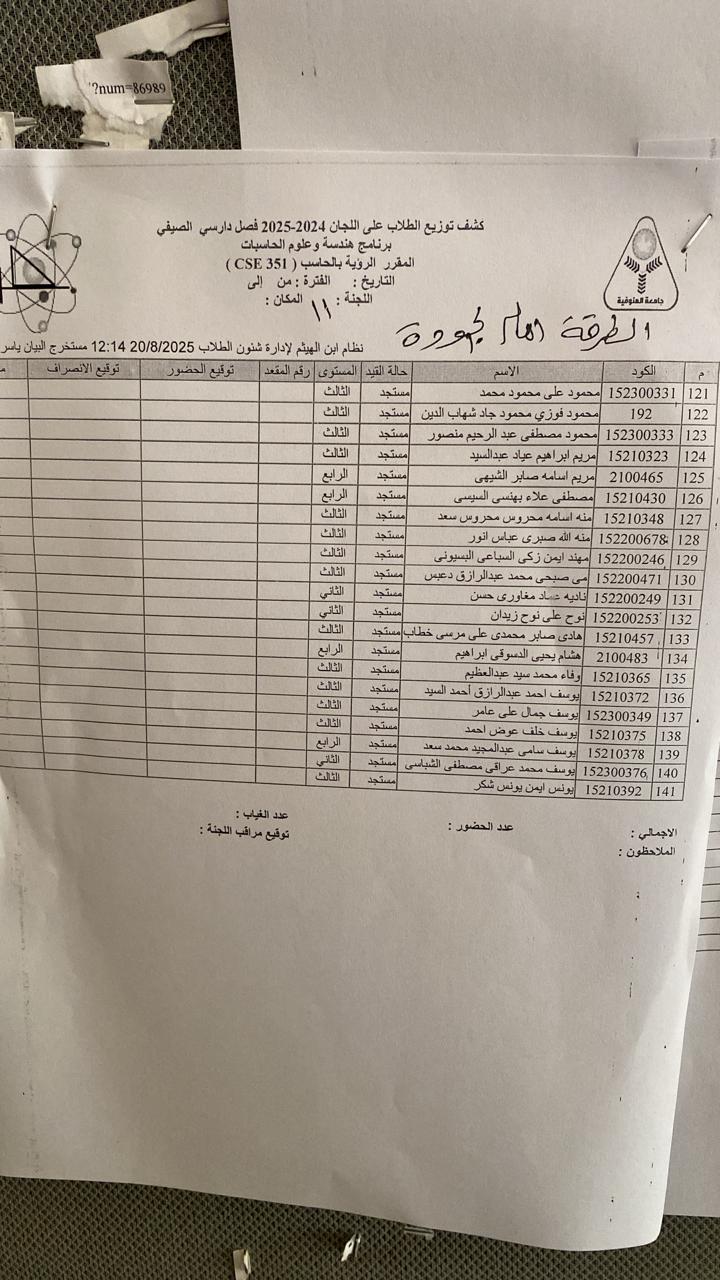 ?num=86989
كشف توزيع الطلاب على اللجان 2024-2025 فصل دارسي الصيفي
برنامج هندسة وعلوم الحاسبات
المقرر الرؤية بالحاسب ( CSE 351 )
التاريخ : الفترة : من إلى
اللجنة : ١١ المكان :
جامعة المنوفية
الطرقة امام الجودة
نظام ابن الهيثم لإدارة شئون الطلاب 20/8/2025 12:14 مستخرج البيان ياسر
م الكود الاسم حالة القيد المستوى رقم المقعد توقيع الحضور توقيع الانصراف
121 152300331 محمود على محمود محمد مستجد الثالث
122 192 محمود فوزي محمود جاد شهاب الدين مستجد الثالث
123 152300333 محمود مصطفى عبد الرحيم منصور مستجد الثالث
124 15210323 مريم ابراهيم عياد عبدالسيد مستجد الثالث
125 2100465 مريم اسامه صابر الشيهى مستجد الرابع
126 15210430 مصطفى علاء بهنسى السيسى مستجد الرابع
127 15210348 منه اسامه محروس محروس سعد مستجد الثالث
128 152200678 منه الله صبرى عباس انور مستجد الثالث
129 152200246 مهند ايمن زكى السباعى البسيونى مستجد الثالث
130 152200471 مى صبحى محمد عبدالرازق دعبس مستجد الثالث
131 152200249 ناديه مغاورى حسن مستجد الثاني
132 152200253 نوح على نوح زيدان مستجد الثاني
133 15210457 هادى صابر محمدى على مرسى خطاب مستجد الثالث
134 2100483 هشام يحيى الدسوقى ابراهيم مستجد الرابع
135 15210365 وفاء محمد سيد عبدالعظيم مستجد الثالث
136 15210372 يوسف احمد عبدالرازق أحمد السيد مستجد الثالث
137 152300349 يوسف جمال على عامر مستجد الثالث
138 15210375 يوسف خلف عوض احمد مستجد الثالث
139 15210378 يوسف سامى عبدالمجيد محمد سعد مستجد الرابع
140 152300376 يوسف محمد عراقى مصطفى الشباسى مستجد الثاني
141 15210392 يونس ايمن يونس شكر مستجد الثالث
الاجمالي : عدد الحضور : عدد الغياب :
الملاحظون : توقيع مراقب اللجنة :